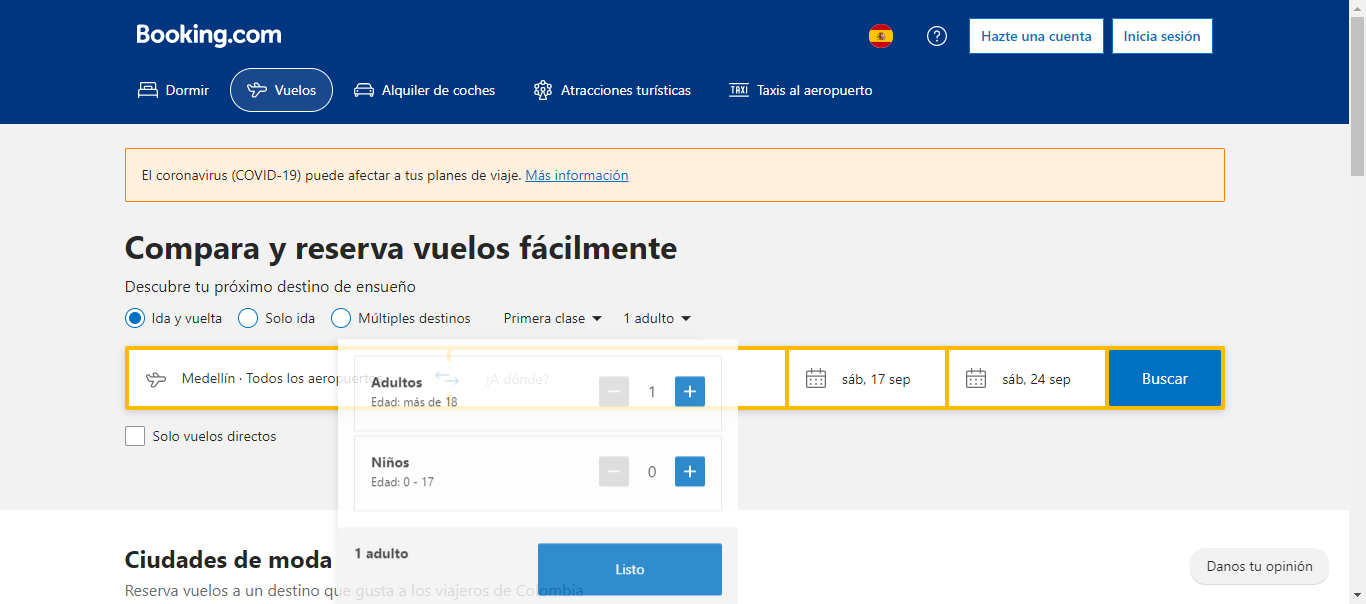 Booking.com
Hazte una cuenta
Inicia sesión
Dormir
Vuelos
Alquiler de coches
Atracciones turísticas
TAXI
Taxis al aeropuerto
El coronavirus (COVID-19) puede afectar a tus planes de viaje. Más información
Compara y reserva vuelos fácilmente
Descubre tu próximo destino de ensueño
Ida y vuelta
Solo ida
Múltiples destinos
Primera clase
1 adulto
Medellín · Todos los aeropuertos
¿A dónde?
sáb, 17 sep
sáb, 24 sep
Buscar
Adultos
Edad: más de 18
1
Solo vuelos directos
Niños
Edad: 0 - 17
0
1 adulto
Listo
Ciudades de moda
Reserva vuelos a un destino que gusta a los viajeros de Colombia
Danos tu opinión